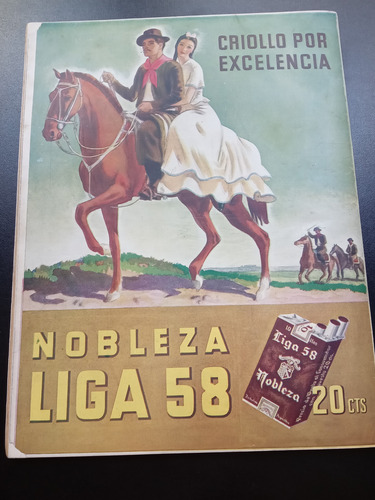 CRIOLLO POR
EXCELENCIA
NOBLEZA
LIGA 58
20 CTS
Liga 58
Nobleza